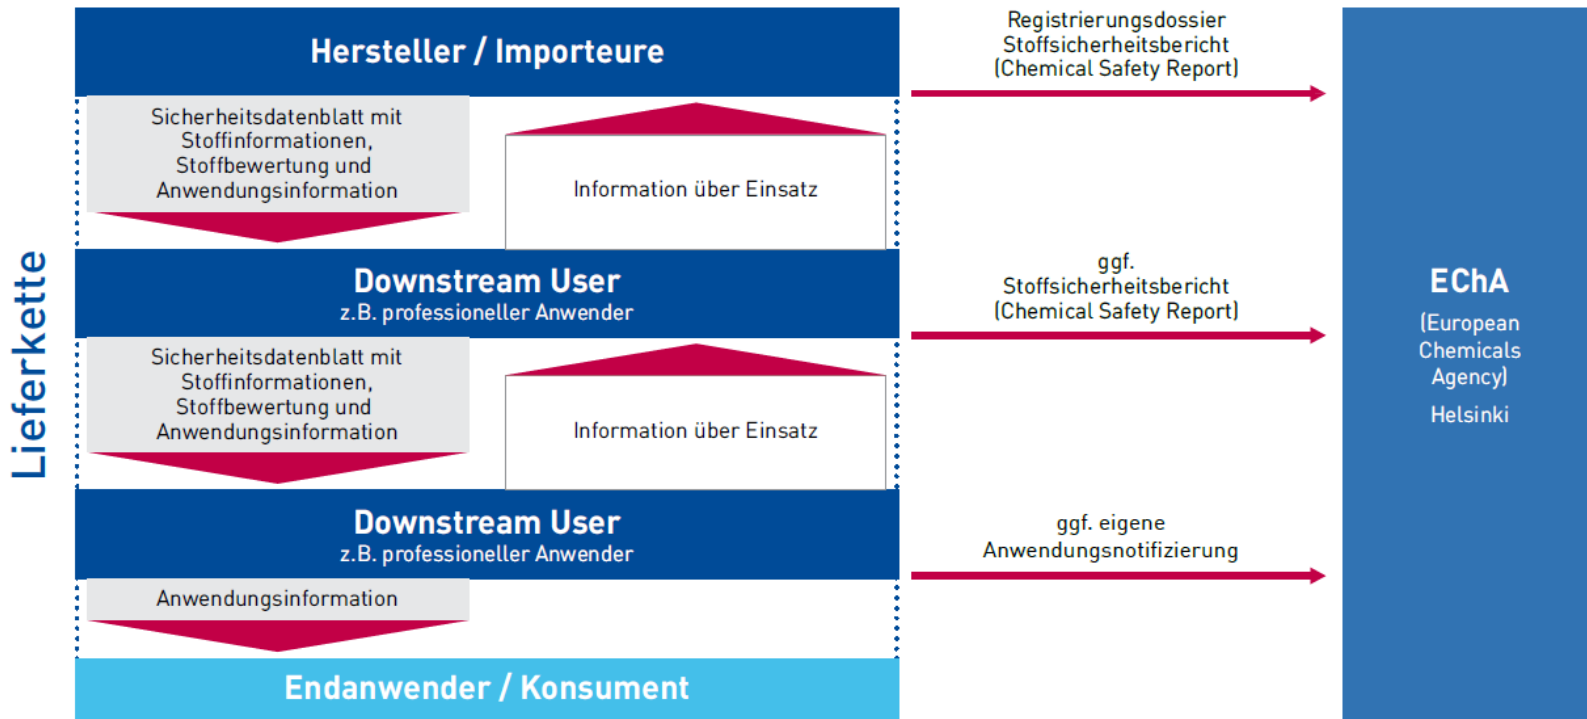 Lieferkette
Hersteller / Importeure
Registrierungsdossier
Stoffsicherheitsbericht
(Chemical Safety Report)
Sicherheitsdatenblatt mit
Stoffinformationen,
Stoffbewertung und
Anwendungsinformation
Information über Einsatz
Downstream User
z.B. professioneller Anwender
ggf.
Stoffsicherheitsbericht
(Chemical Safety Report)
Sicherheitsdatenblatt mit
Stoffinformationen,
Stoffbewertung und
Anwendungsinformation
Information über Einsatz
Downstream User
z.B. professioneller Anwender
ggf. eigene
Anwendungsnotifizierung
Anwendungsinformation
Endanwender / Konsument
EChA
(European
Chemicals
Agency)
Helsinki